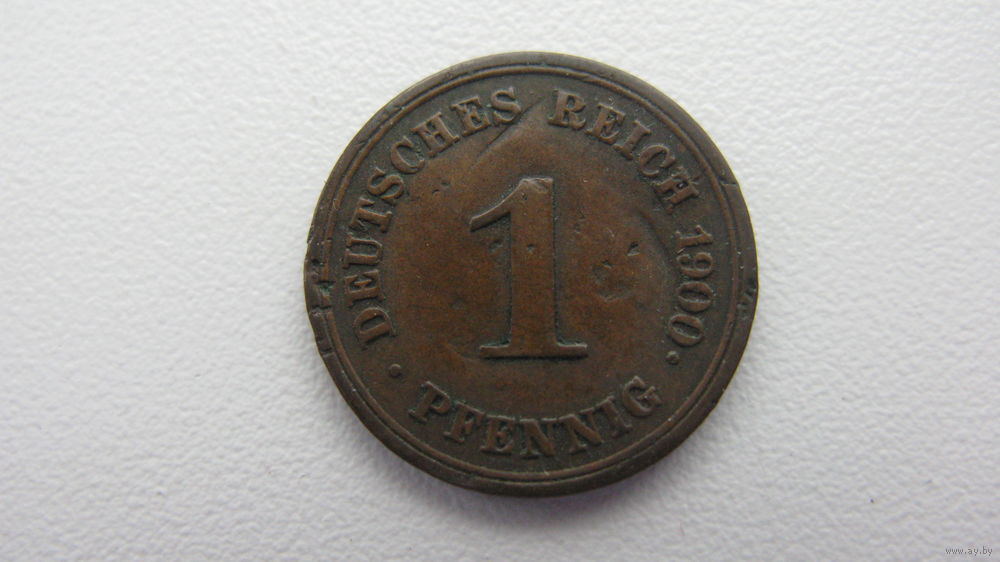 DEUTSCHES REICH 1900.
1
• PFENNIG
www.ay.by